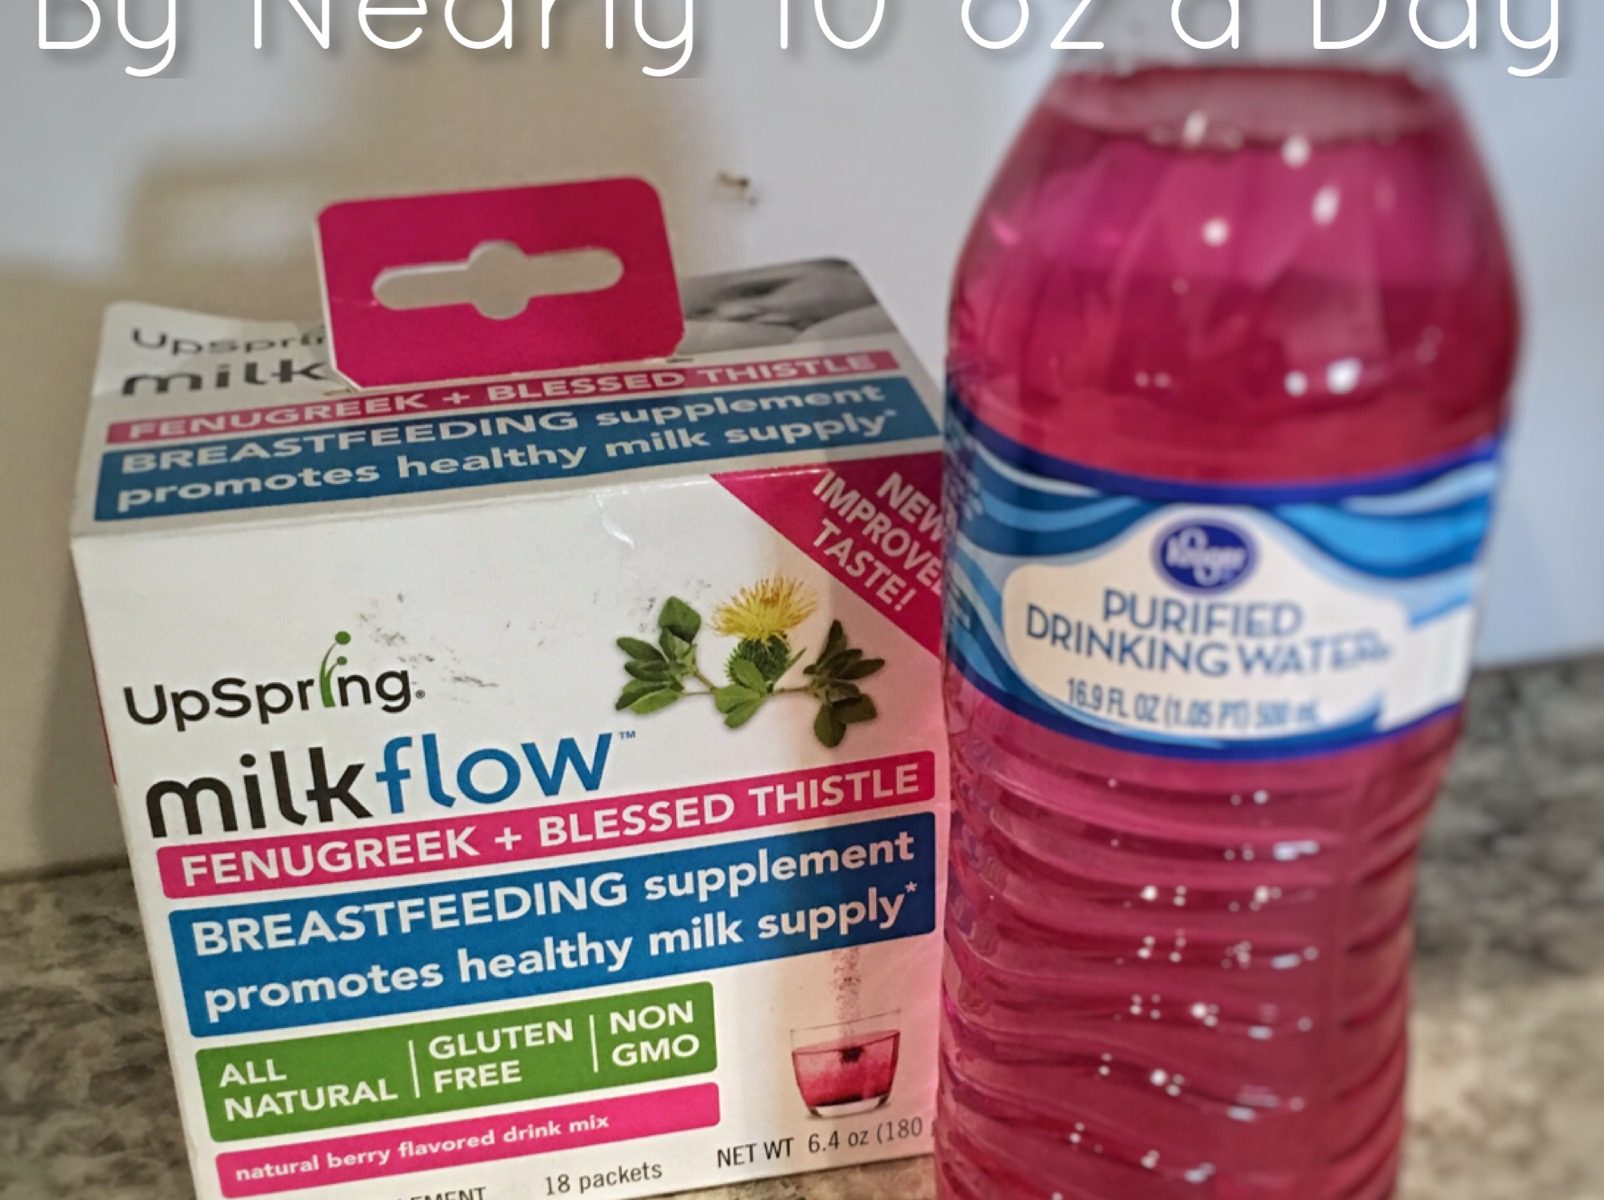 By Nearly 10 oz a Day
UpSpring
milk
FENUGREEK + BLESSED THISTLE
BREASTFEEDING supplement
promotes healthy milk supply*
NEW
IMPROVED
TASTE!
UpSpring®
milkflow™
FENUGREEK + BLESSED THISTLE
BREASTFEEDING supplement
promotes healthy milk supply*
ALL
NATURAL
GLUTEN
FREE
NON
GMO
natural berry flavored drink mix
18 packets
NET WT 6.4 oz (180
Kroger
PURIFIED
DRINKING WATER
16.9 FL OZ (1.05 PT) 500 mL